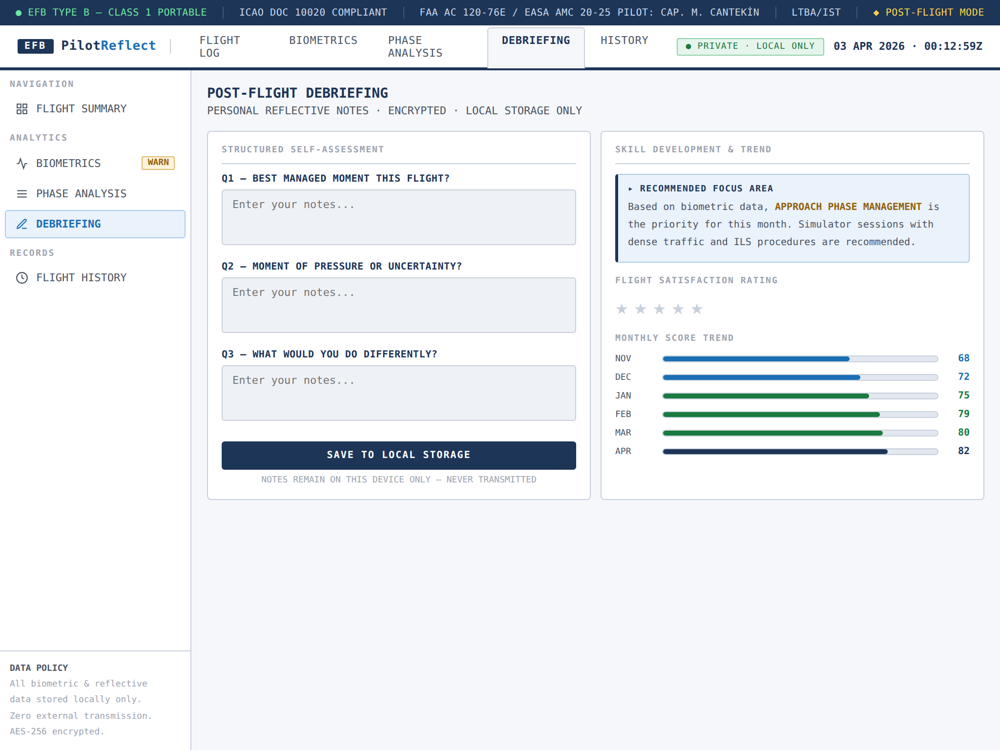 ● EFB TYPE B — CLASS 1 PORTABLE
ICAO DOC 10020 COMPLIANT
FAA AC 120-76E / EASA AMC 20-25 PILOT: CAP. M. CANTEKİN
LTBA/IST
◆ POST-FLIGHT MODE
EFB PilotReflect
FLIGHT
LOG
BIOMETRICS
PHASE
ANALYSIS
DEBRIEFING
HISTORY
● PRIVATE · LOCAL ONLY
03 APR 2026 · 00:12:59Z
NAVIGATION
FLIGHT SUMMARY
ANALYTICS
BIOMETRICS WARN
PHASE ANALYSIS
DEBRIEFING
RECORDS
FLIGHT HISTORY
DATA POLICY
All biometric & reflective
data stored locally only.
Zero external transmission.
AES-256 encrypted.
POST-FLIGHT DEBRIEFING
PERSONAL REFLECTIVE NOTES · ENCRYPTED · LOCAL STORAGE ONLY
STRUCTURED SELF-ASSESSMENT
Q1 — BEST MANAGED MOMENT THIS FLIGHT?
Enter your notes...
Q2 — MOMENT OF PRESSURE OR UNCERTAINTY?
Enter your notes...
Q3 — WHAT WOULD YOU DO DIFFERENTLY?
Enter your notes...
SAVE TO LOCAL STORAGE
NOTES REMAIN ON THIS DEVICE ONLY — NEVER TRANSMITTED
SKILL DEVELOPMENT & TREND
▸ RECOMMENDED FOCUS AREA
Based on biometric data, APPROACH PHASE MANAGEMENT is
the priority for this month. Simulator sessions with
dense traffic and ILS procedures are recommended.
FLIGHT SATISFACTION RATING
★ ★ ★ ★ ★
MONTHLY SCORE TREND
NOV 68
DEC 72
JAN 75
FEB 79
MAR 80
APR 82